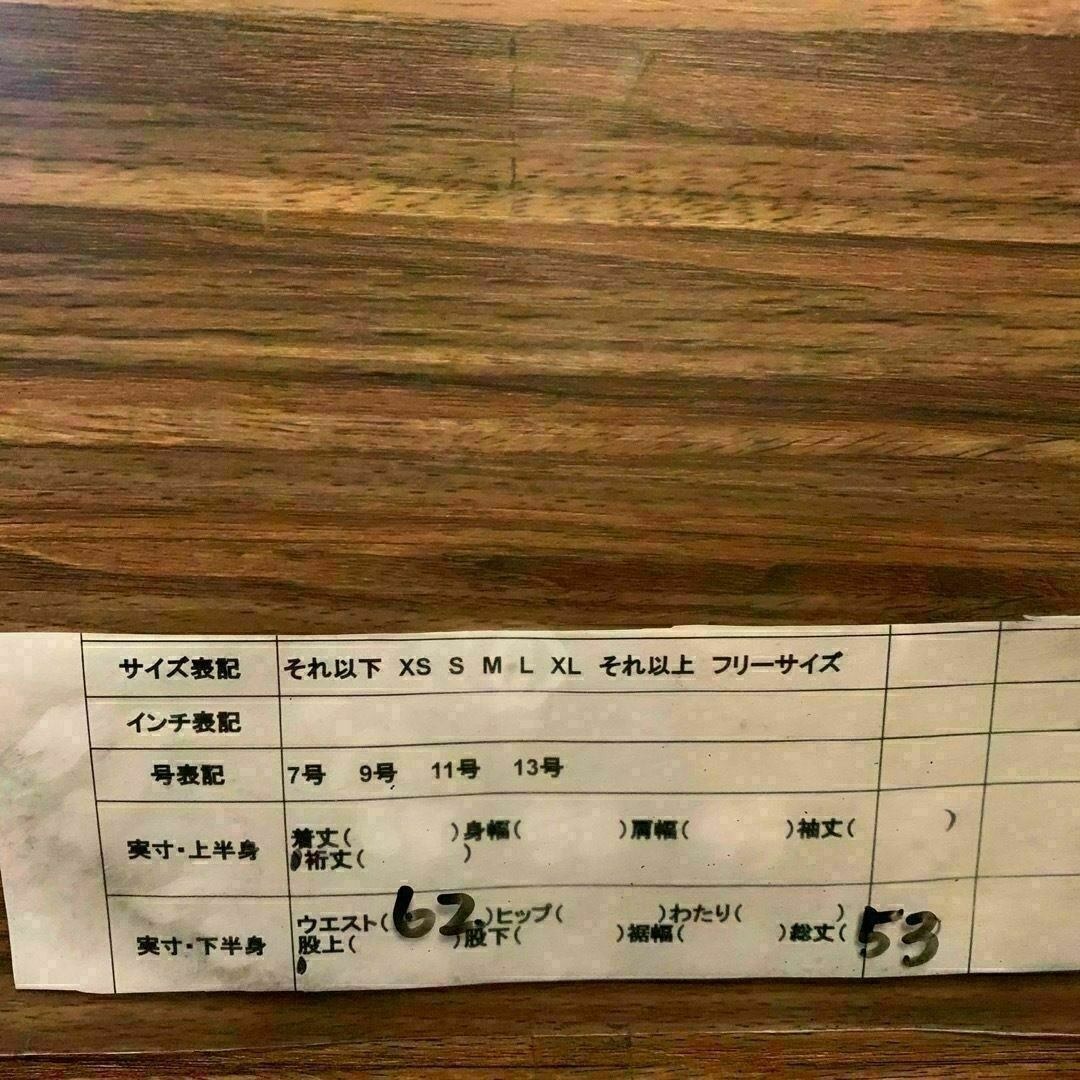 サイズ表記 それ以下 XS S M L XL それ以上 フリーサイズ
インチ表記
号表記 7号 9号 11号 13号
実寸・上半身 着丈( )身幅( )肩幅( )袖丈( )
裄丈( )
実寸・下半身 ウエスト(62.)ヒップ( )わたり( )
股上( )股下( )裾幅( )総丈(53